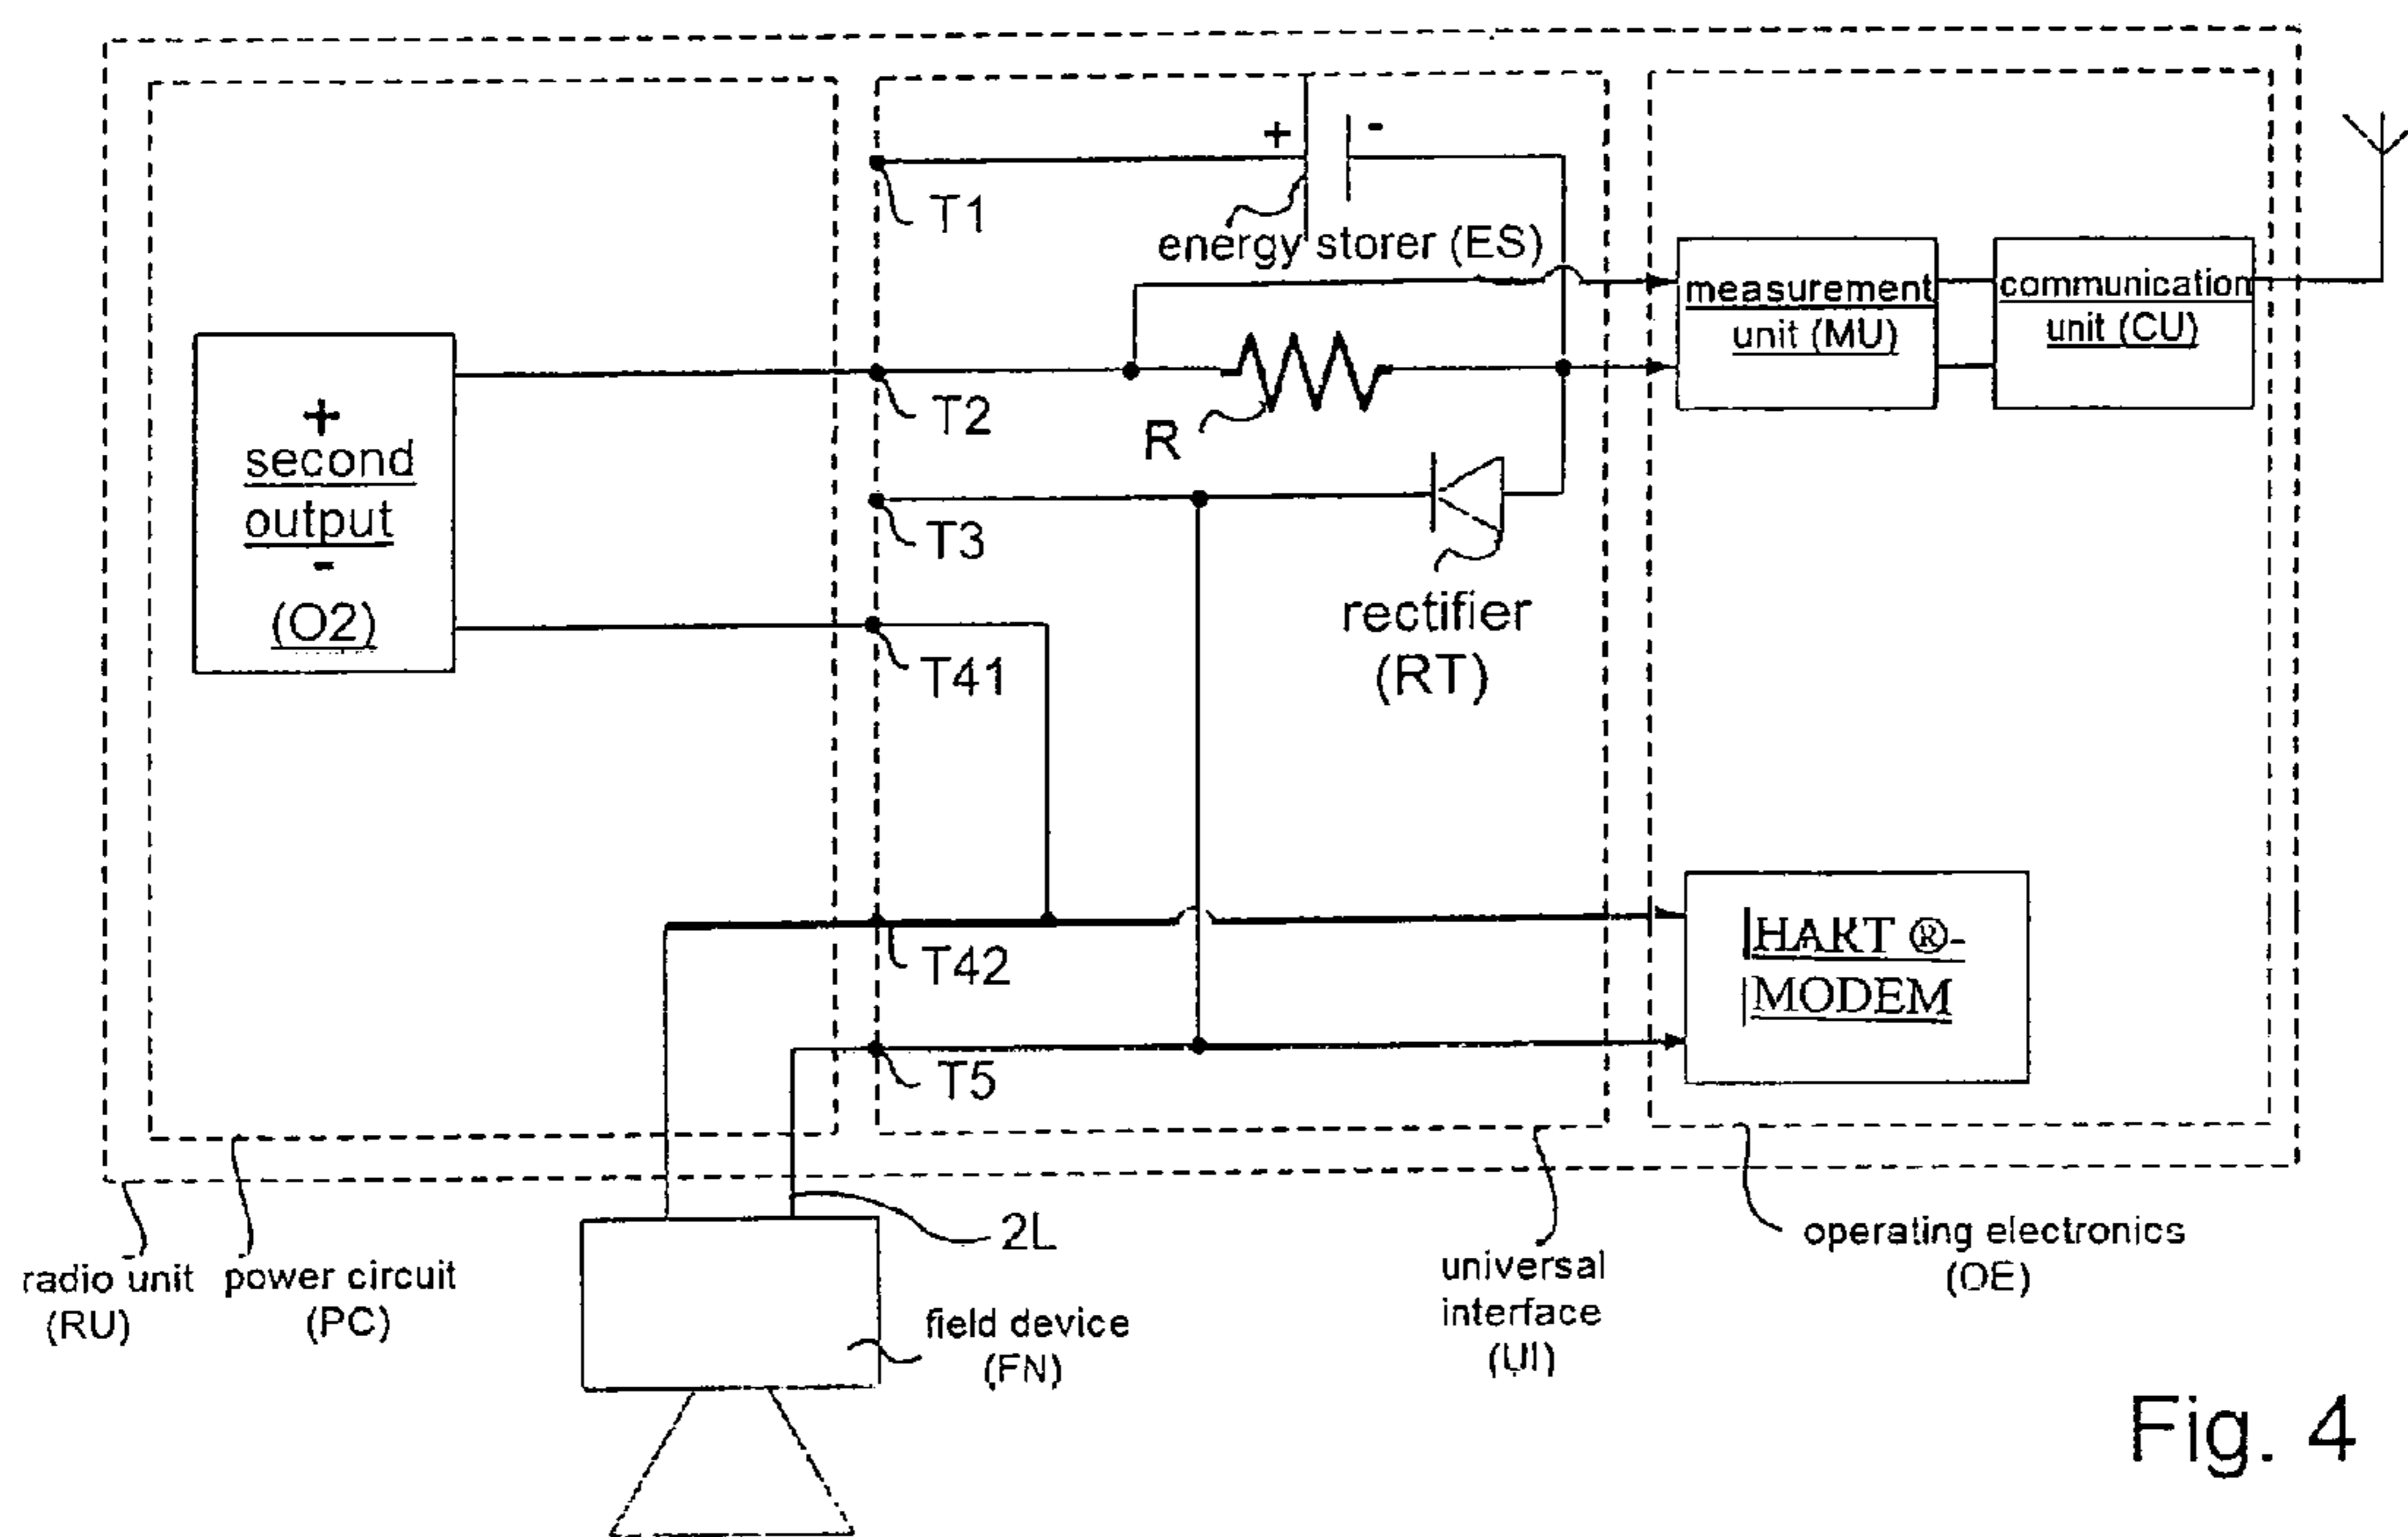 + -
T1
energy storer (ES)
measurement
unit (MU)
communication
unit (CU)
+
second
output
-
(O2)
T2
R
T3
rectifier
(RT)
T41
T42
HART ®-
MODEM
T5
2L
radio unit
(RU)
power circuit
(PC)
field device
(FN)
universal
interface
(UI)
operating electronics
(OE)
Fig. 4